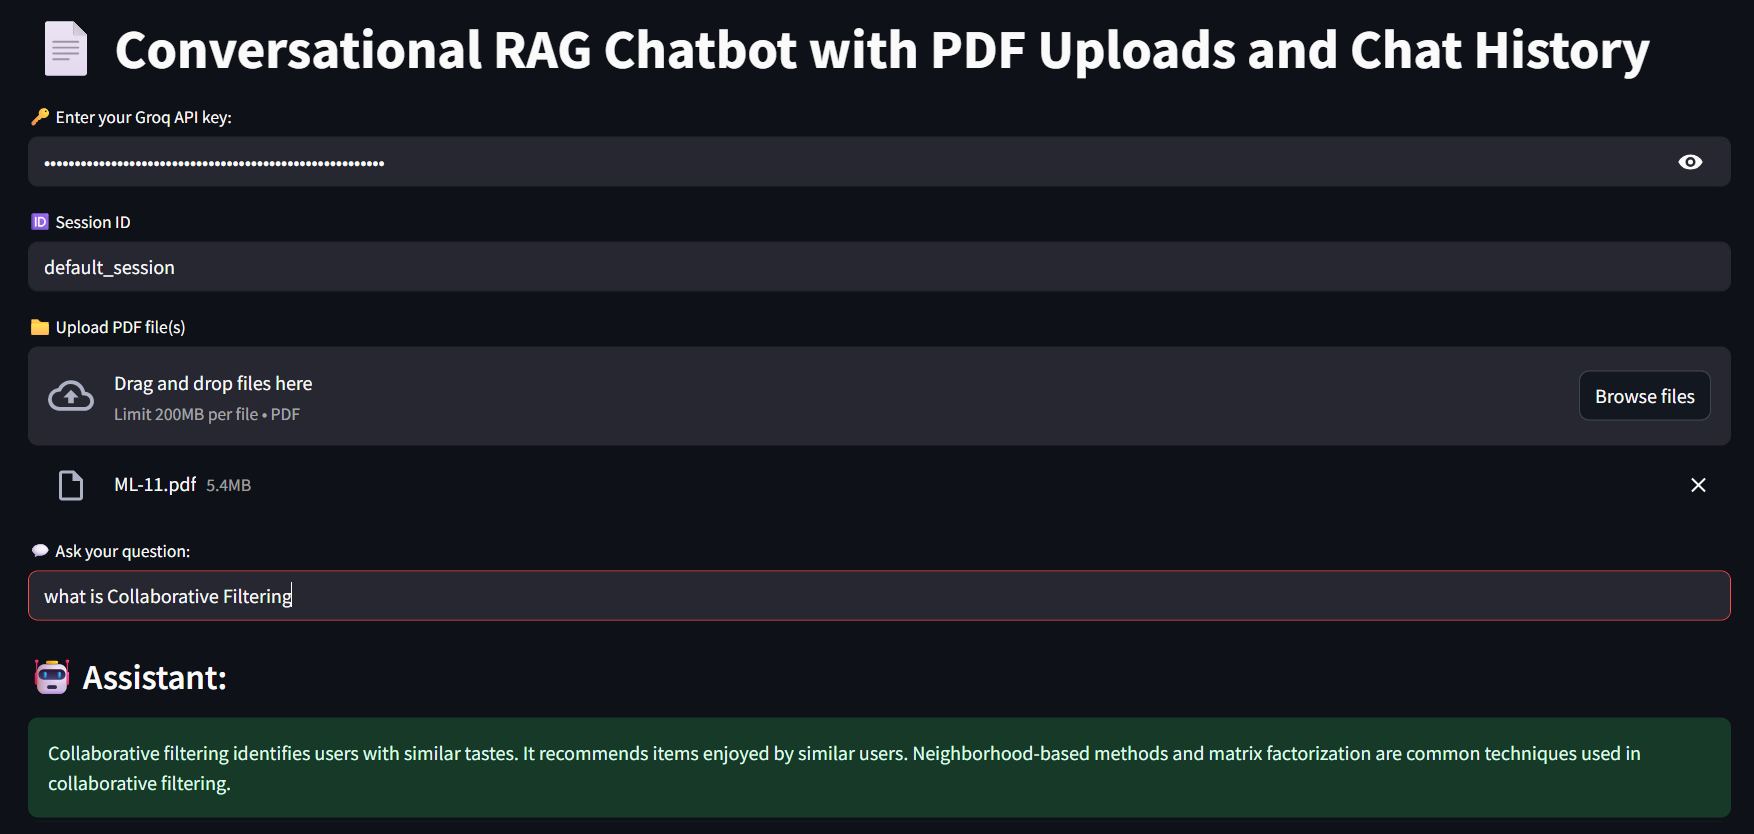 Conversational RAG Chatbot with PDF Uploads and Chat History
Enter your Groq API key:
ID Session ID
default_session
Upload PDF file(s)
Drag and drop files here
Limit 200MB per file • PDF
Browse files
ML-11.pdf 5.4MB
Ask your question:
what is Collaborative Filtering
Assistant:
Collaborative filtering identifies users with similar tastes. It recommends items enjoyed by similar users. Neighborhood-based methods and matrix factorization are common techniques used in
collaborative filtering.